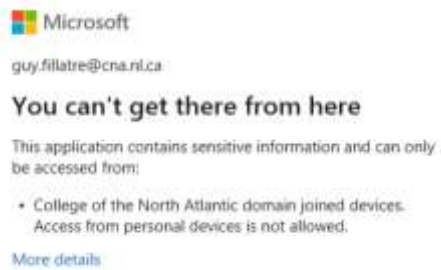 Microsoft
guy.fillatre@cna.nl.ca
You can't get there from here
This application contains sensitive information and can only
be accessed from:
• College of the North Atlantic domain joined devices.
Access from personal devices is not allowed.
More details